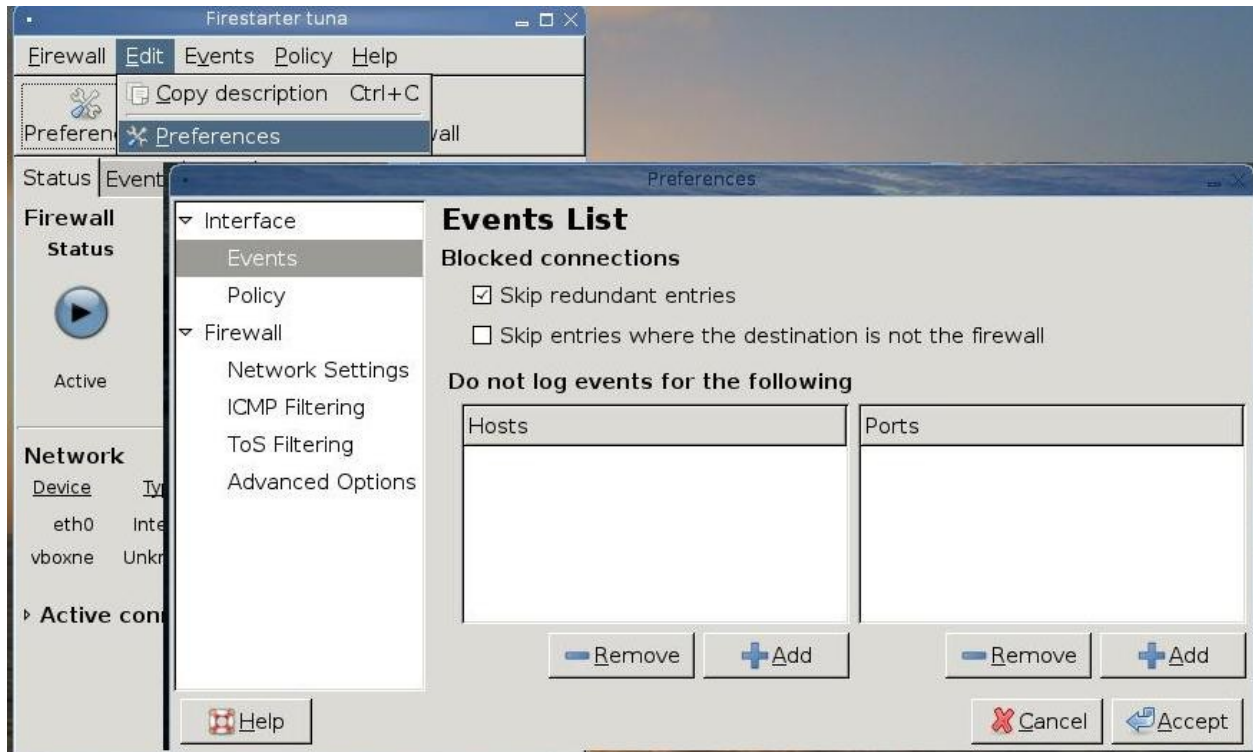 Firestarter tuna
Firewall Edit Events Policy Help
Copy description Ctrl+C
Preferences
Status
Firewall
Status
Active
Network
Device
eth0
vboxne
Active
Preferences
Interface
Events
Policy
Firewall
Network Settings
ICMP Filtering
ToS Filtering
Advanced Options
Events List
Blocked connections
Skip redundant entries
Skip entries where the destination is not the firewall
Do not log events for the following
Hosts Ports
Remove Add Remove Add
Help Cancel Accept